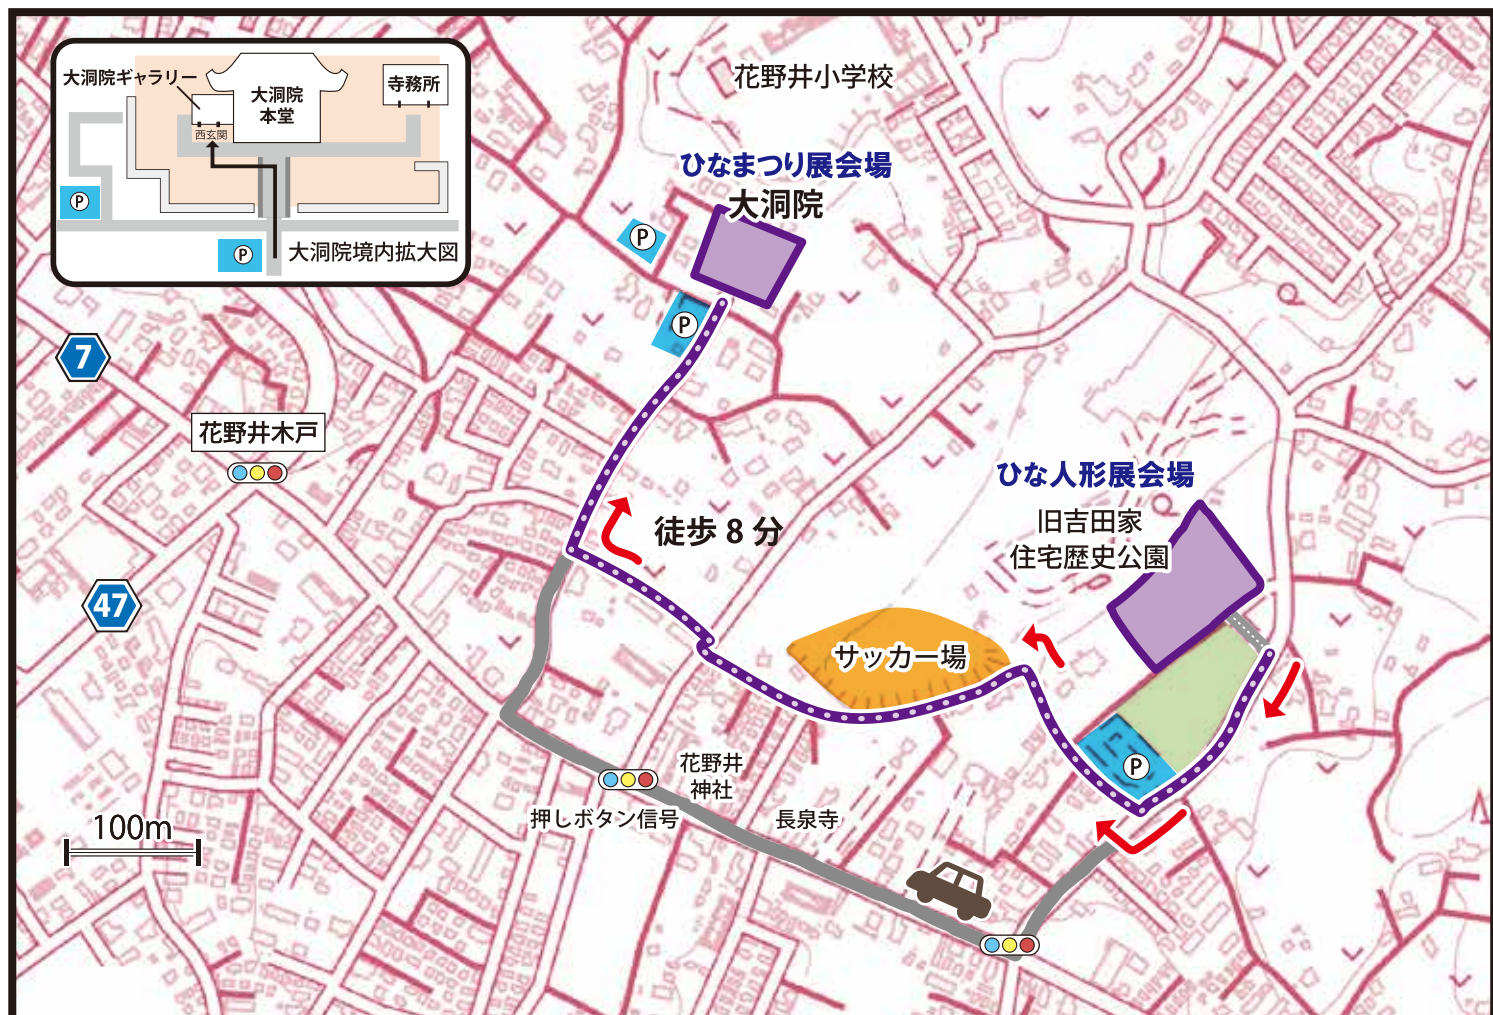 大洞院ギャラリー
大洞院
本堂
寺務所
西玄関
P
P
大洞院境内拡大図
花野井小学校
ひなまつり展会場
大洞院
P
P
7
花野井木戸
47
徒歩8分
ひな人形展会場
旧吉田家
住宅歴史公園
サッカー場
P
花野井
神社
押しボタン信号
長泉寺
100m